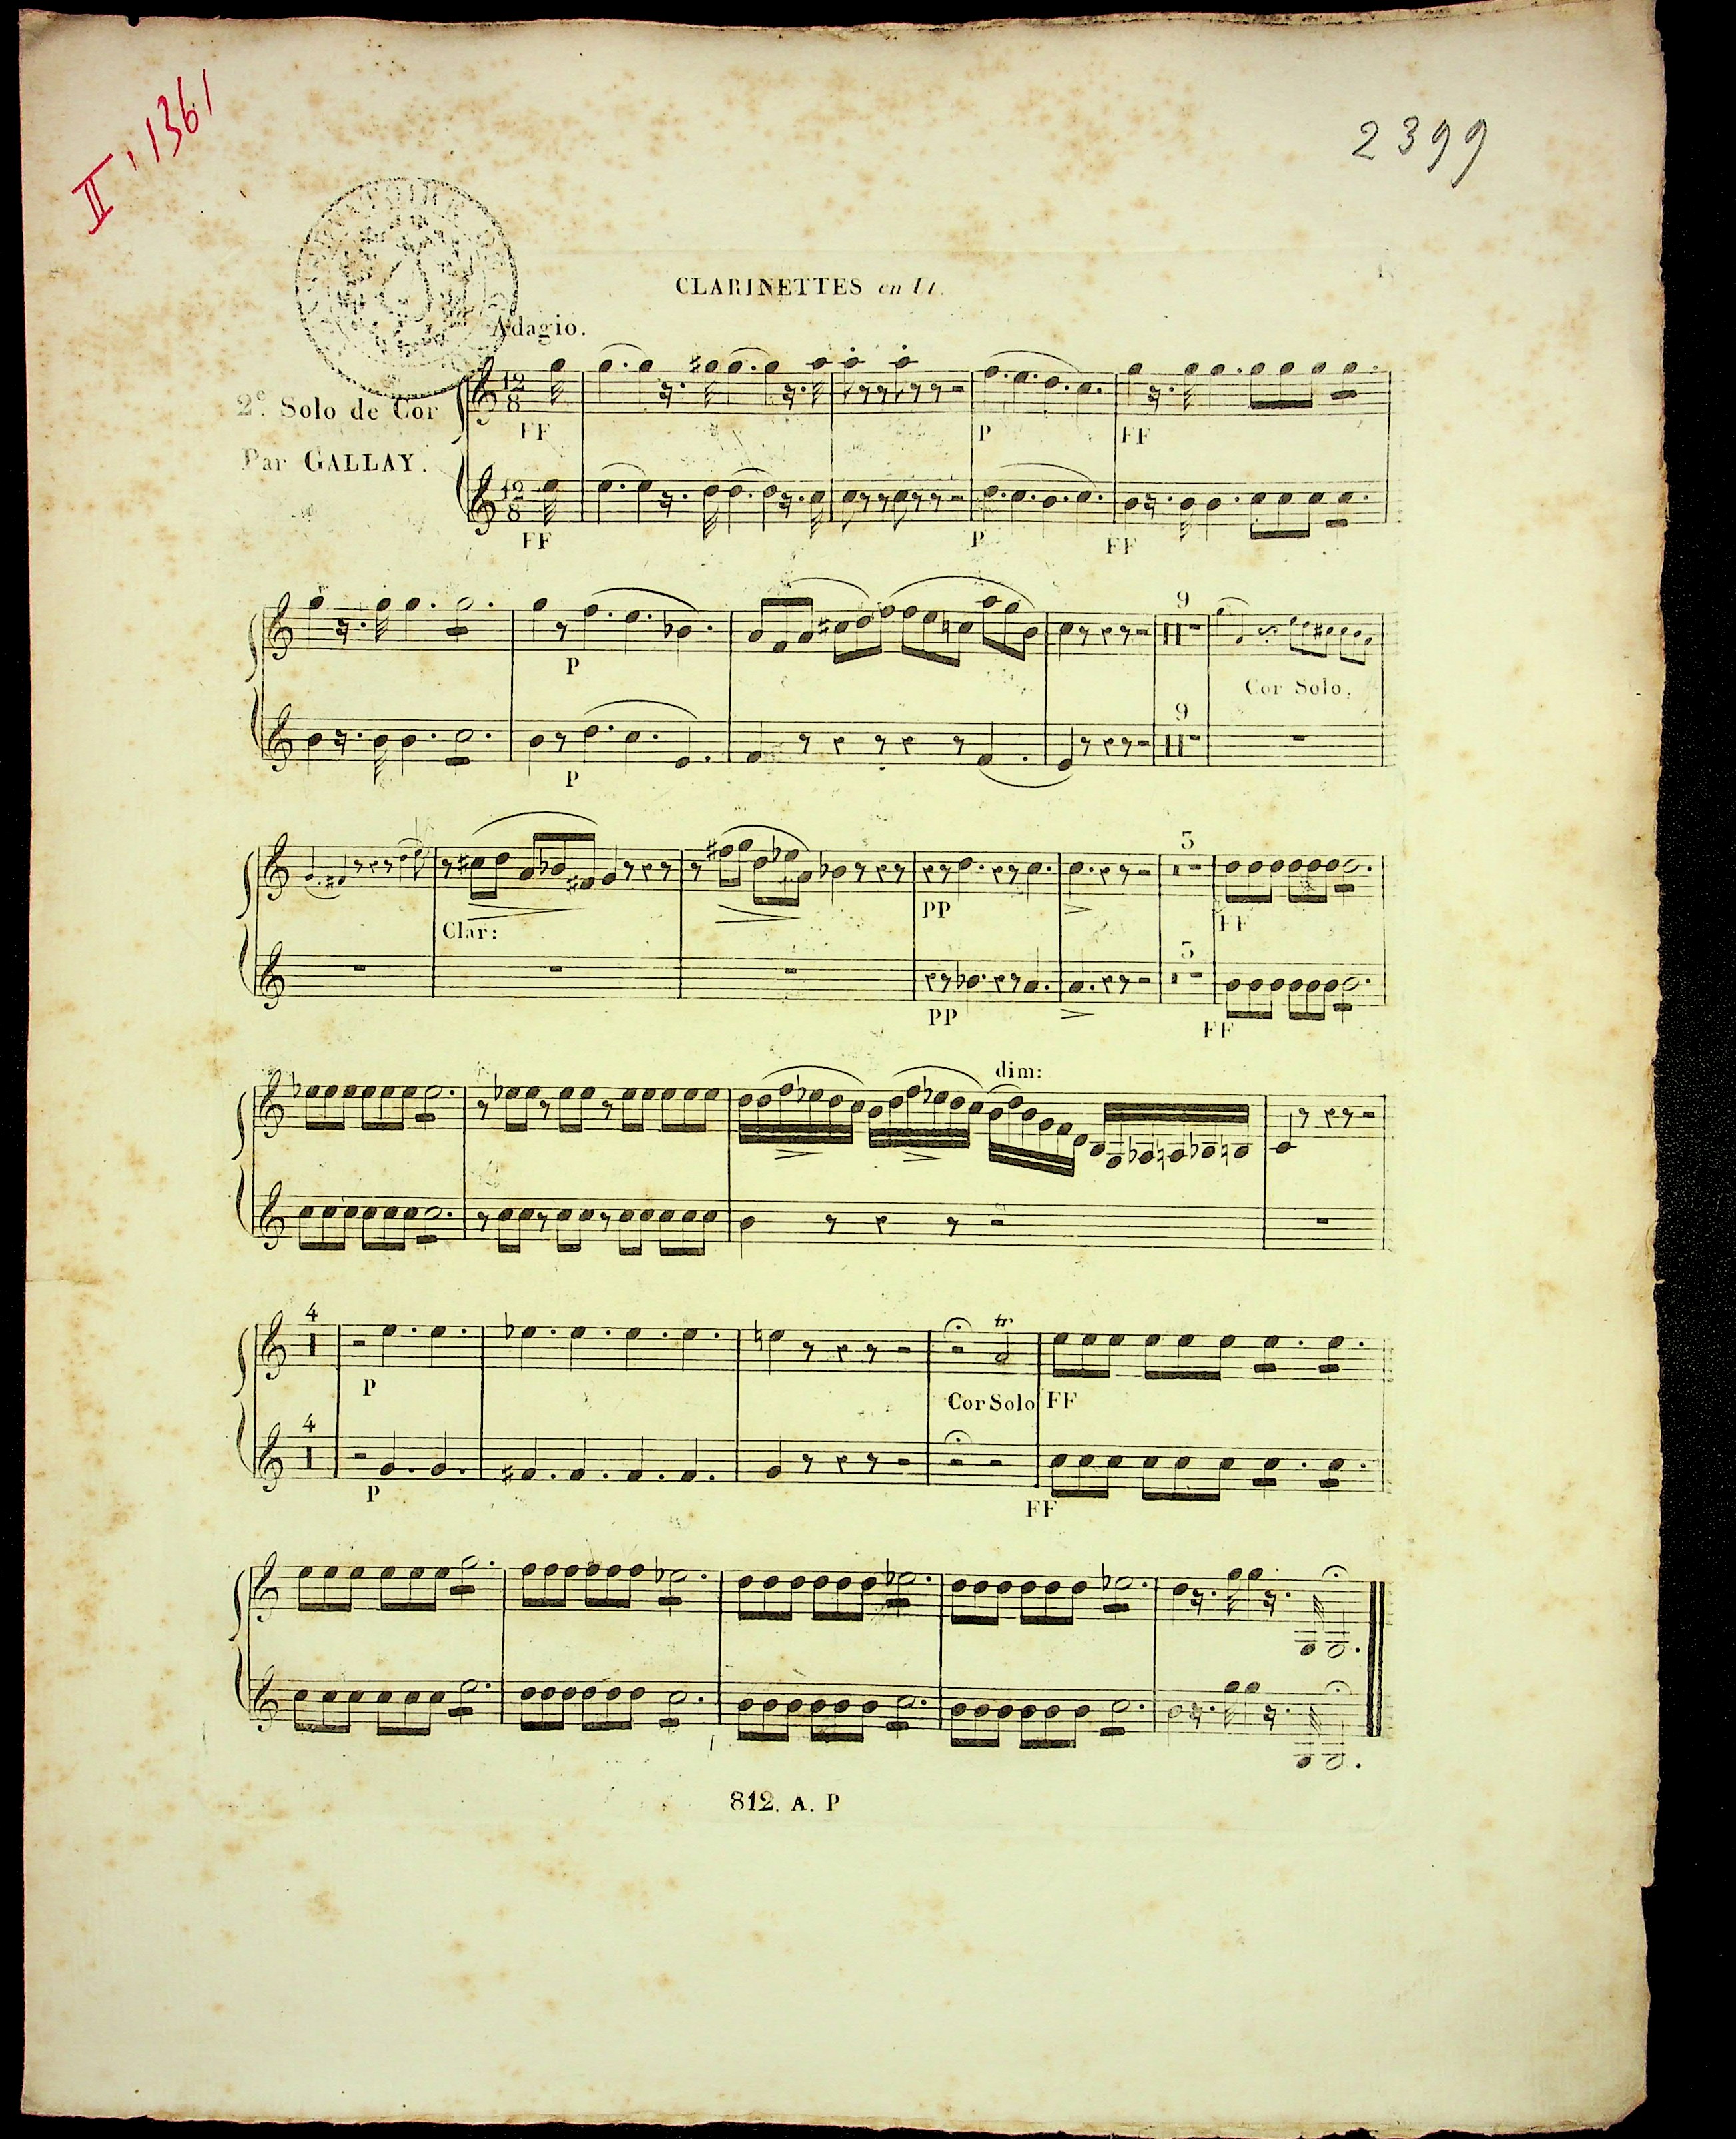 II, 1361
2399
CLARINETTES en Ut.
Adagio.
2e. Solo de Cor
Par GALLAY.
12
8
FF
P
FF
12
8
FF
P
FF
9
P
Cor Solo.
9
P
3
Clar:
PP
FF
3
PP
FF
dim:
4
tr
P
Cor Solo FF
4
P
FF
812. A. P